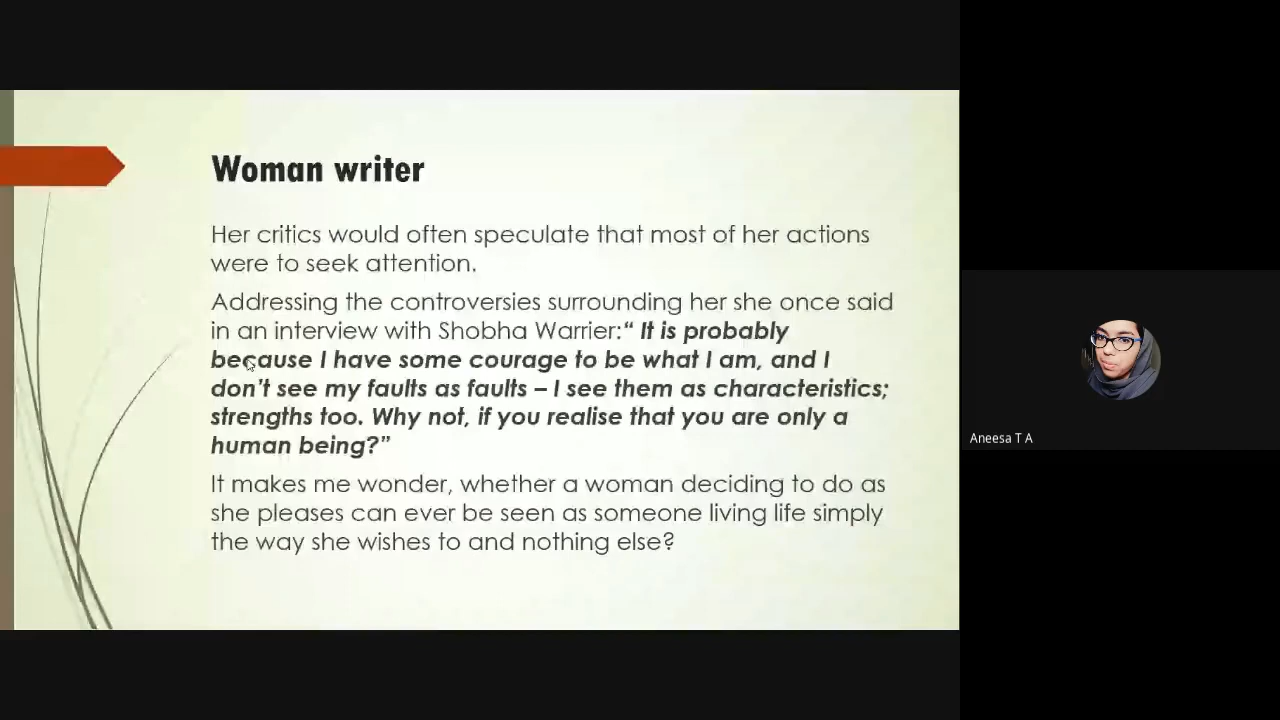 Woman writer
Her critics would often speculate that most of her actions
were to seek attention.
Addressing the controversies surrounding her she once said
in an interview with Shobha Warrier:“ It is probably
because I have some courage to be what I am, and I
don’t see my faults as faults – I see them as characteristics;
strengths too. Why not, if you realise that you are only a
human being?”
It makes me wonder, whether a woman deciding to do as
she pleases can ever be seen as someone living life simply
the way she wishes to and nothing else?
Aneesa T A